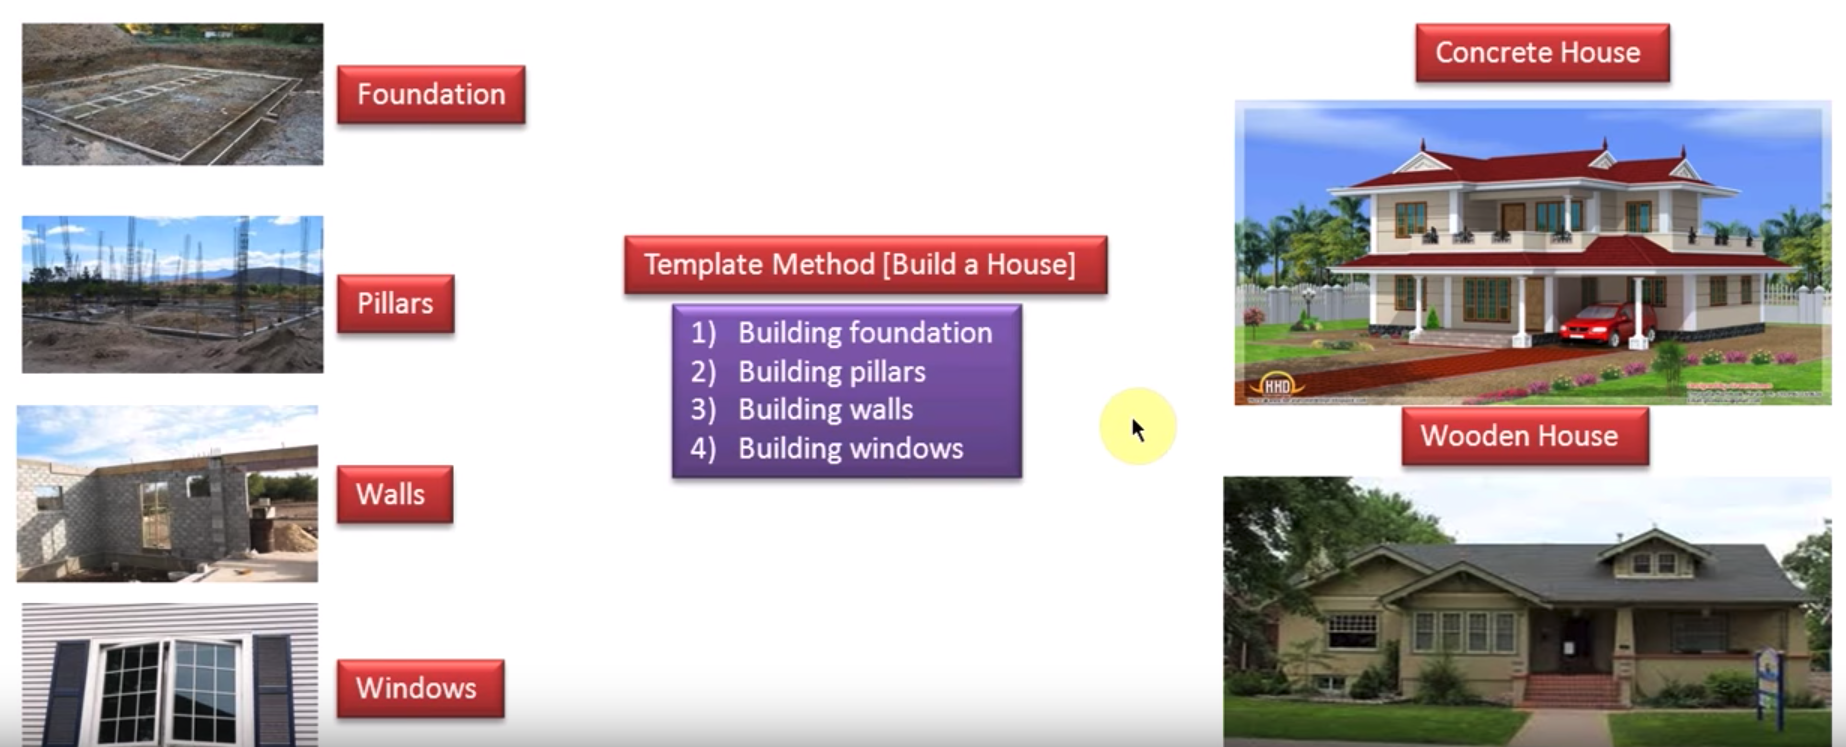 Foundation
Pillars
Walls
Windows
Template Method [Build a House]
1) Building foundation
2) Building pillars
3) Building walls
4) Building windows
Concrete House
HHD
Wooden House